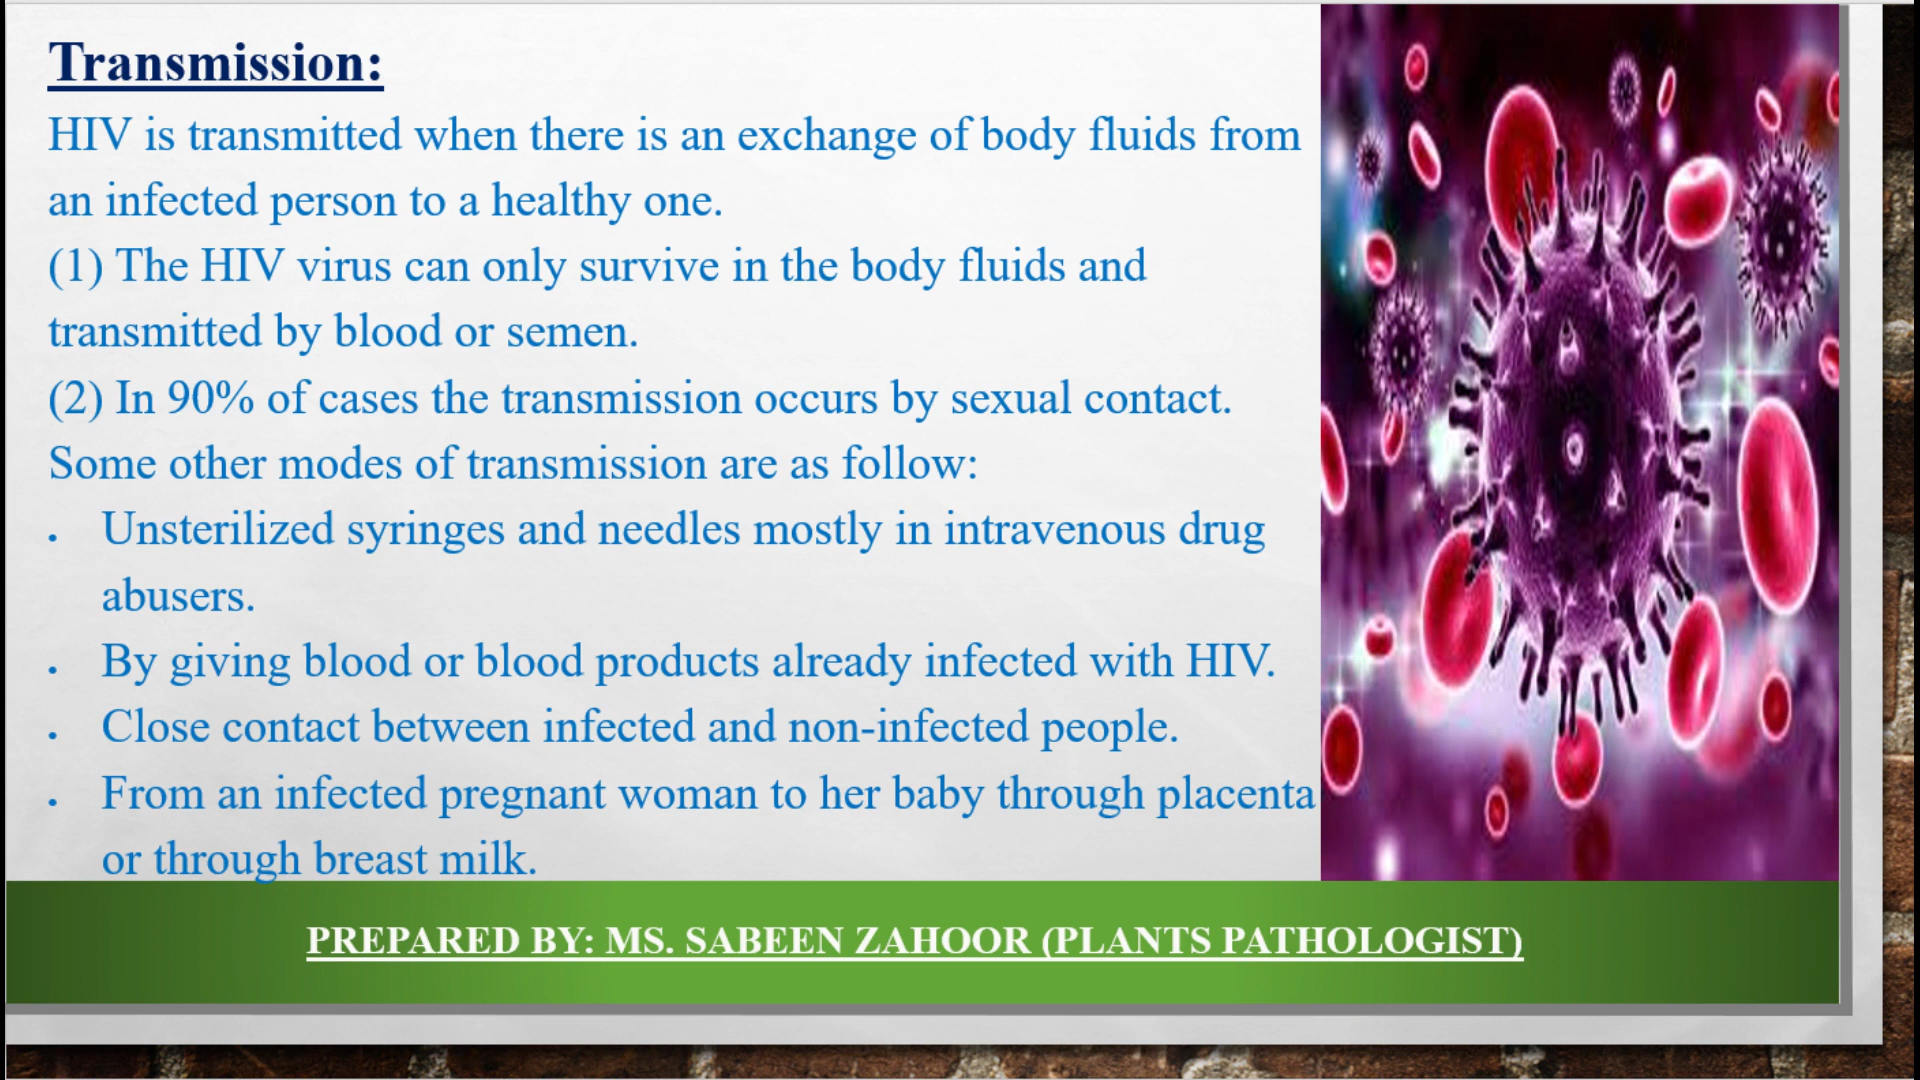 Transmission:
HIV is transmitted when there is an exchange of body fluids from
an infected person to a healthy one.
(1) The HIV virus can only survive in the body fluids and
transmitted by blood or semen.
(2) In 90% of cases the transmission occurs by sexual contact.
Some other modes of transmission are as follow:
• Unsterilized syringes and needles mostly in intravenous drug
abusers.
• By giving blood or blood products already infected with HIV.
• Close contact between infected and non-infected people.
• From an infected pregnant woman to her baby through placenta
or through breast milk.
PREPARED BY: MS. SABEEN ZAHOOR (PLANTS PATHOLOGIST)